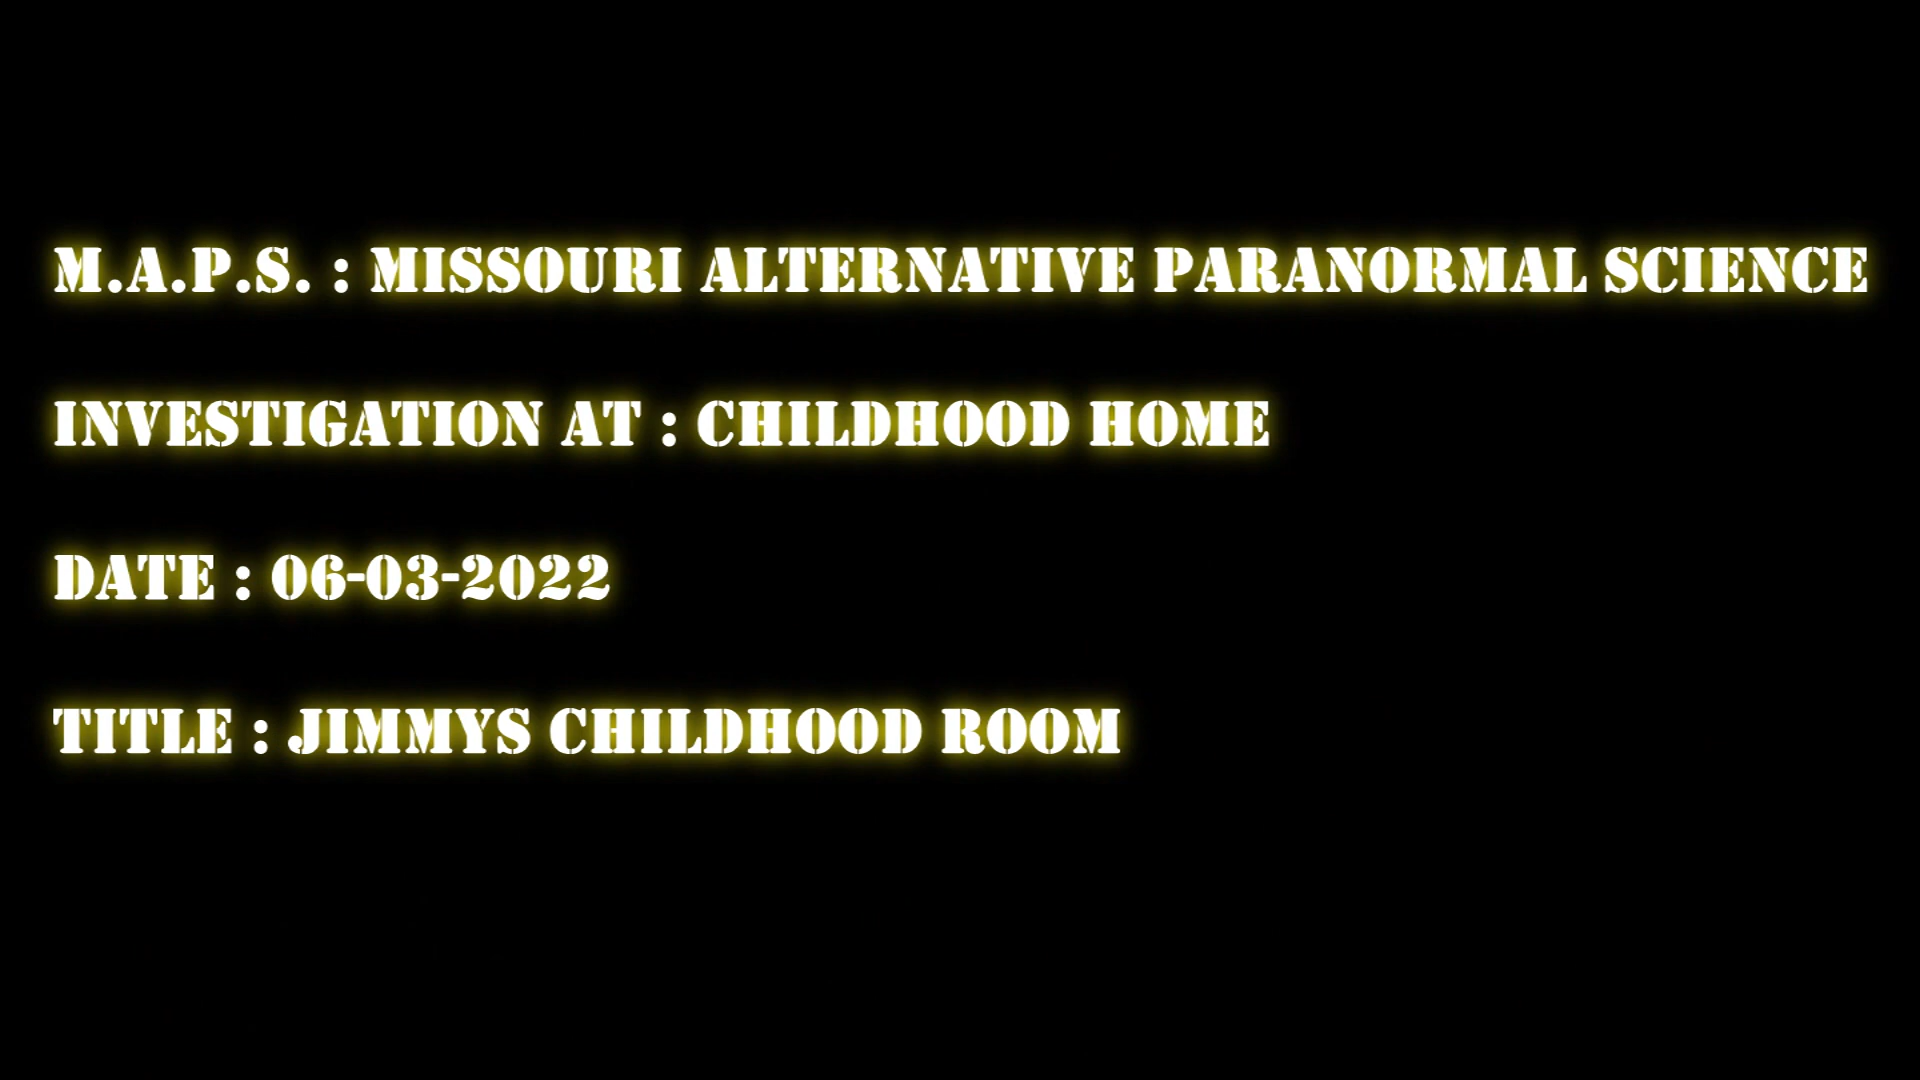 M.A.P.S. : MISSOURI ALTERNATIVE PARANORMAL SCIENCE
INVESTIGATION AT : CHILDHOOD HOME
DATE : 06-03-2022
TITLE : JIMMYS CHILDHOOD ROOM